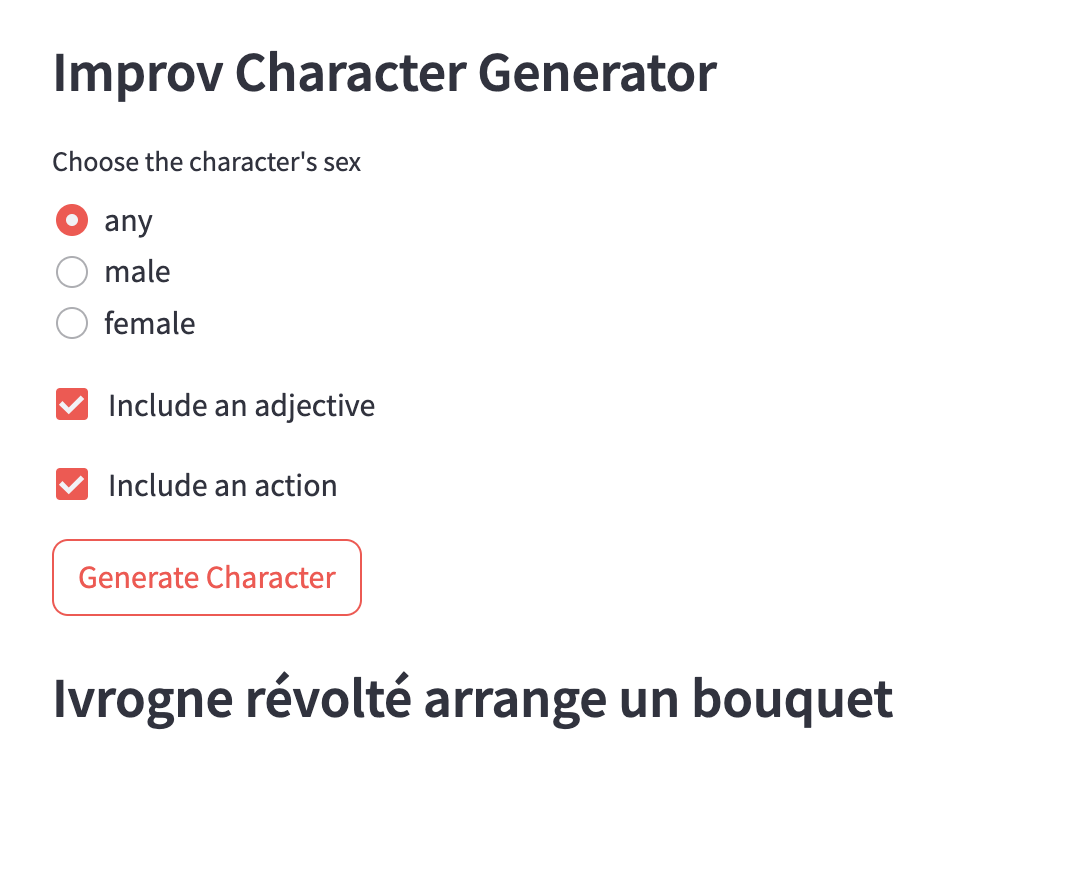 Improv Character Generator
Choose the character's sex
any
male
female
Include an adjective
Include an action
Generate Character
Ivrogne révolté arrange un bouquet